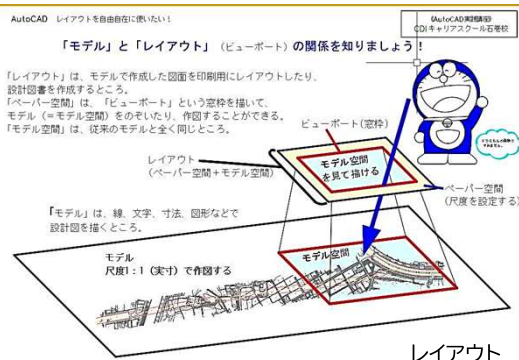 AutoCAD レイアウトを自由自在に使いたい!
《AutoCAD実践講習》
CDIキャリアスクール石巻校
「モデル」と「レイアウト」(ビューポート)の関係を知りましょう!
「レイアウト」は、モデルで作成した図面を印刷用にレイアウトしたり、
設計図書を作成するところ。
「ペーパー空間」は、「ビューポート」という窓枠を描いて、
モデル(=モデル空間)をのぞいたり、作図することができる。
「モデル空間」は、従来のモデルと全く同じところ。
ビューポート(窓枠)
レイアウト
(ペーパー空間+モデル空間)
モデル空間
を見て描ける
ペーパー空間
(尺度を設定する)
「モデル」は、線、文字、寸法、図形などで
設計図を描くところ。
モデル
尺度1:1(実寸)で作図する
モデル空間
レイアウト